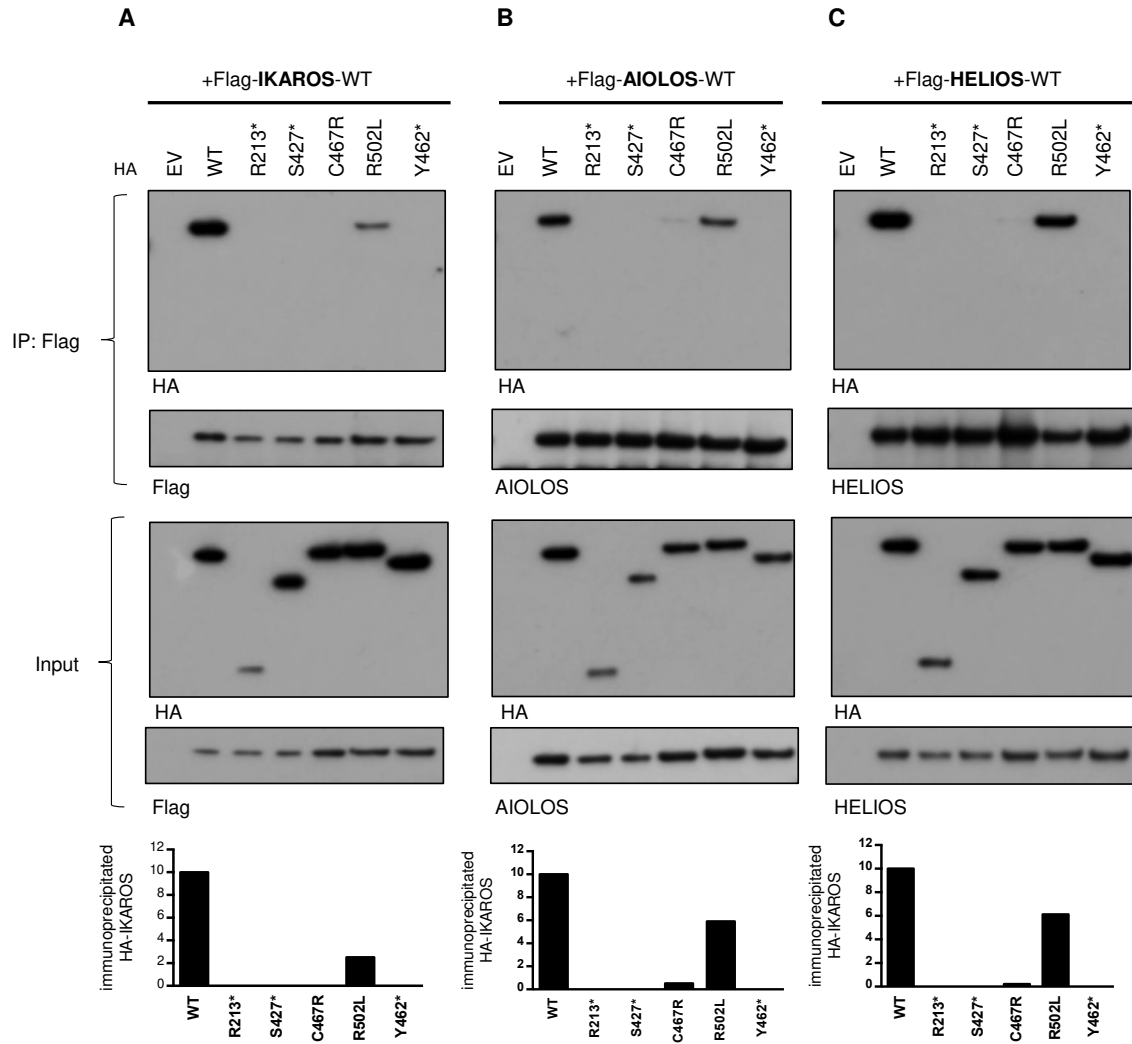 A
B
C
+Flag-IKAROS-WT
+Flag-AIOLOS-WT
+Flag-HELIOS-WT
HA
EV
WT
R213*
S427*
C467R
R502L
Y462*
EV
WT
R213*
S427*
C467R
R502L
Y462*
EV
WT
R213*
S427*
C467R
R502L
Y462*
IP: Flag
HA
HA
HA
Flag
AIOLOS
HELIOS
Input
HA
HA
HA
Flag
AIOLOS
HELIOS
immunoprecipitated
HA-IKAROS
12
10
8
6
4
2
0
WT
R213*
S427*
C467R
R502L
Y462*
immunoprecipitated
HA-IKAROS
12
10
8
6
4
2
0
WT
R213*
S427*
C467R
R502L
Y462*
immunoprecipitated
HA-IKAROS
12
10
8
6
4
2
0
WT
R213*
S427*
C467R
R502L
Y462*